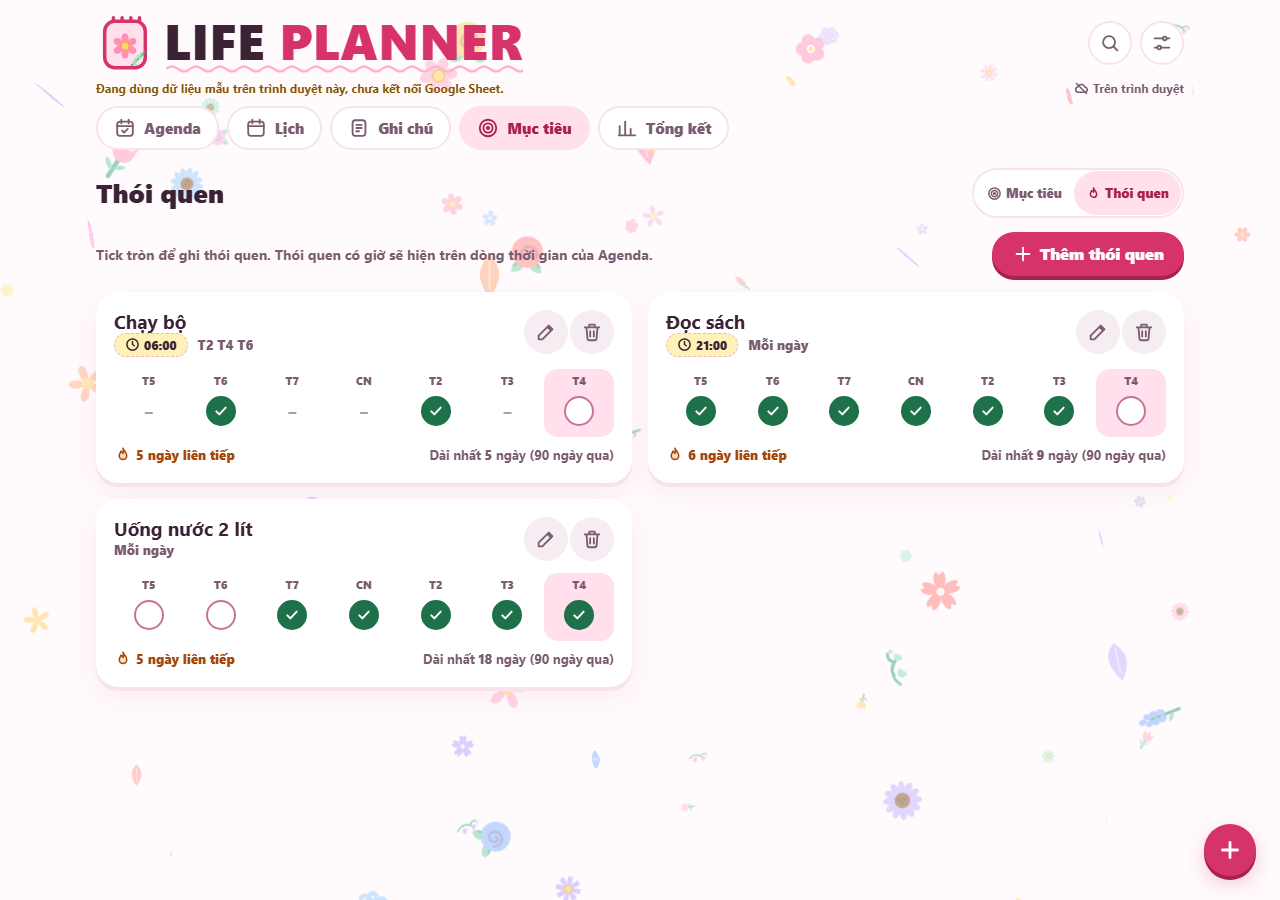 LIFE PLANNER
Đang dùng dữ liệu mẫu trên trình duyệt này, chưa kết nối Google Sheet.
Trên trình duyệt
Agenda
Lịch
Ghi chú
Mục tiêu
Tổng kết
Thói quen
Mục tiêu
Thói quen
Tick tròn để ghi thói quen. Thói quen có giờ sẽ hiện trên dòng thời gian của Agenda.
Thêm thói quen
Chạy bộ
06:00 T2 T4 T6
T5 T6 T7 CN T2 T3 T4
– – – –
5 ngày liên tiếp
Dài nhất 5 ngày (90 ngày qua)
Đọc sách
21:00 Mỗi ngày
T5 T6 T7 CN T2 T3 T4
6 ngày liên tiếp
Dài nhất 9 ngày (90 ngày qua)
Uống nước 2 lít
Mỗi ngày
T5 T6 T7 CN T2 T3 T4
5 ngày liên tiếp
Dài nhất 18 ngày (90 ngày qua)